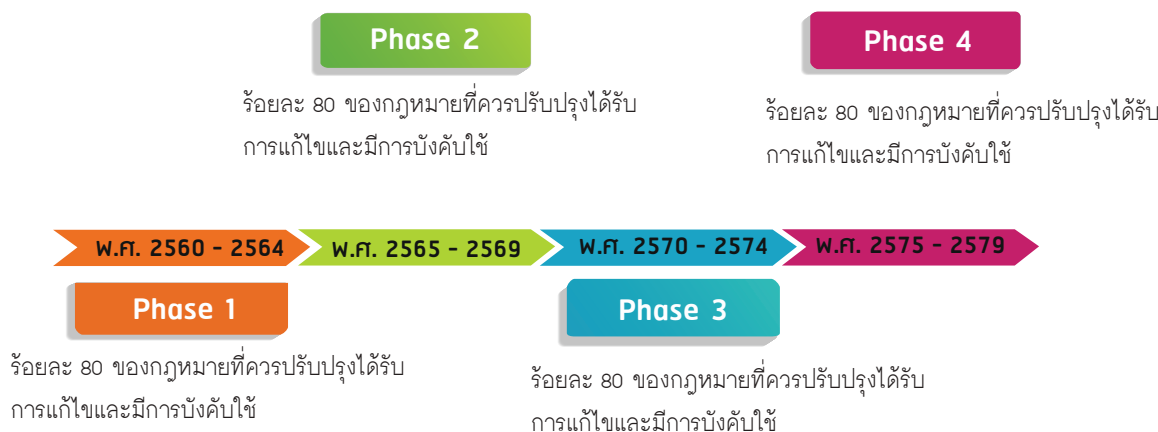 Phase 2
ร้อยละ 80 ของกฎหมายที่ควรปรับปรุงได้รับ
การแก้ไขและมีการบังคับใช้
Phase 4
ร้อยละ 80 ของกฎหมายที่ควรปรับปรุงได้รับ
การแก้ไขและมีการบังคับใช้
พ.ศ. 2560 - 2564
พ.ศ. 2565 - 2569
พ.ศ. 2570 - 2574
พ.ศ. 2575 - 2579
Phase 1
ร้อยละ 80 ของกฎหมายที่ควรปรับปรุงได้รับ
การแก้ไขและมีการบังคับใช้
Phase 3
ร้อยละ 80 ของกฎหมายที่ควรปรับปรุงได้รับ
การแก้ไขและมีการบังคับใช้